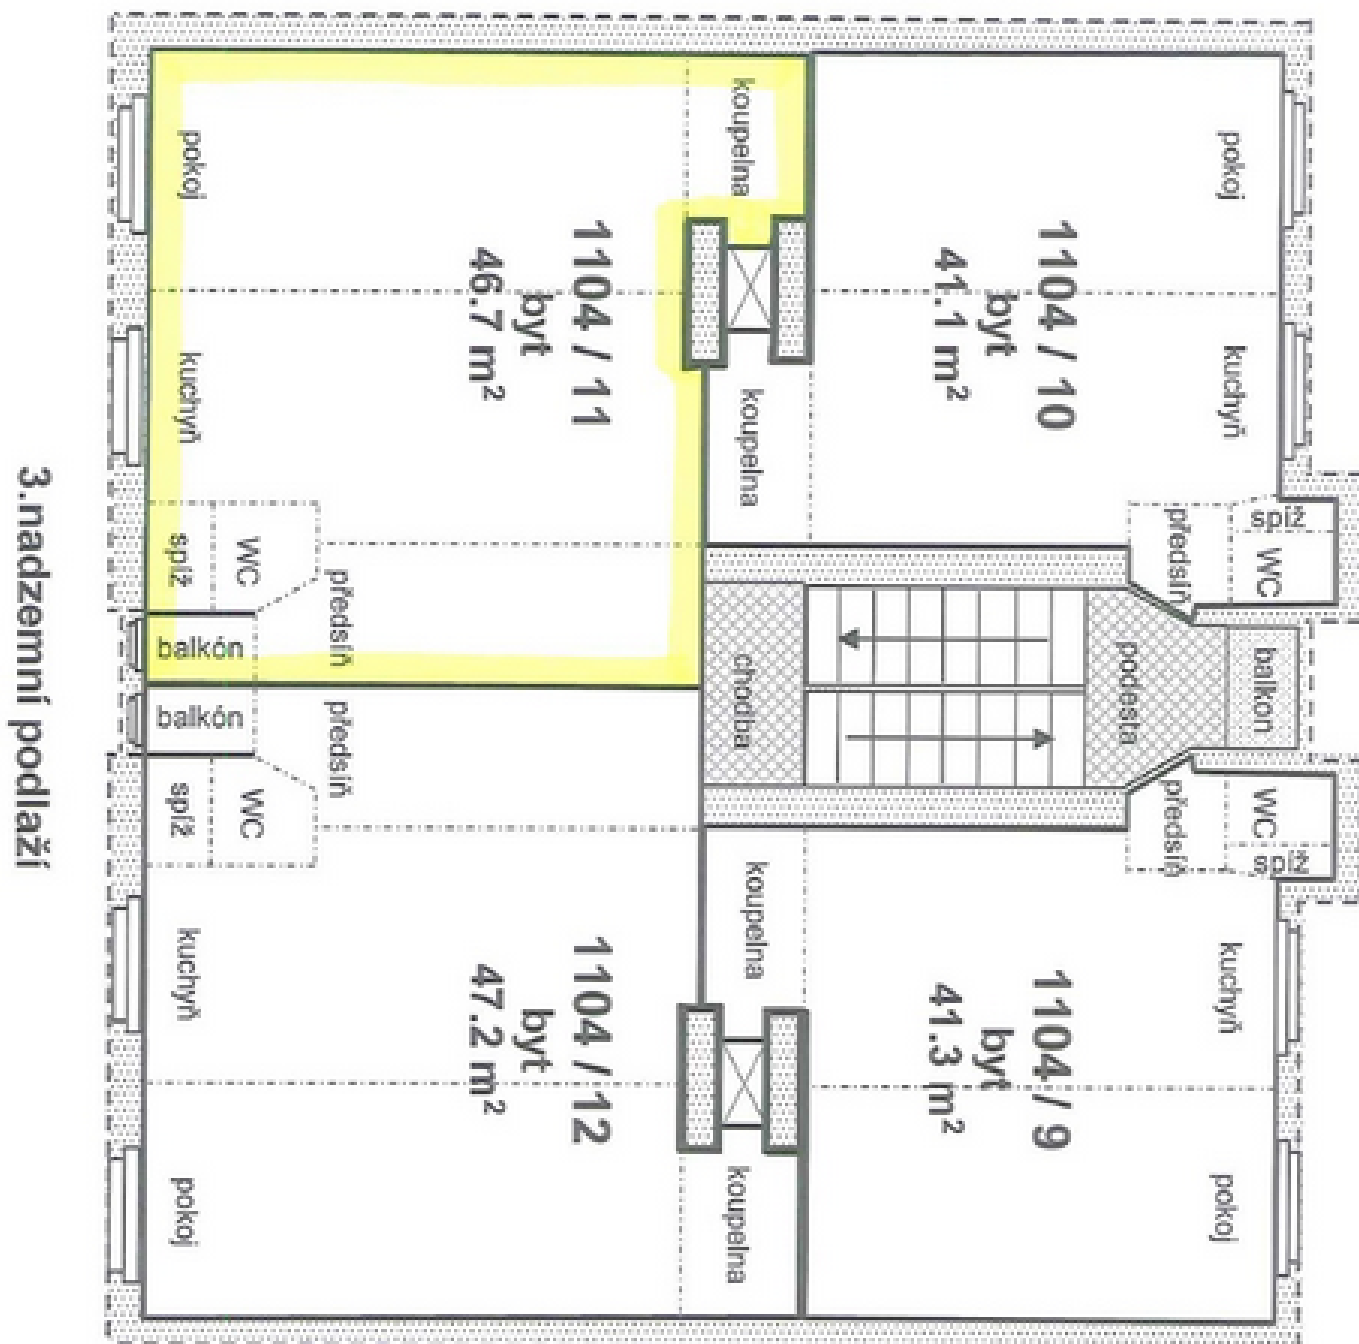 3.nadzemní podlaží
pokoj
koupelna
1104 / 11
byt
46.7 m²
kuchyň
spíž
WC
předsíň
balkón
pokoj
1104 / 10
byt
41.1 m²
kuchyň
koupelna
předsíň
spíž
WC
chodba
podesta
balkon
balkón
předsíň
spíž
WC
kuchyň
1104 / 12
byt
47.2 m²
pokoj
koupelna
předsíň
WC
spíž
koupelna
kuchyň
1104 / 9
byt
41.3 m²
pokoj